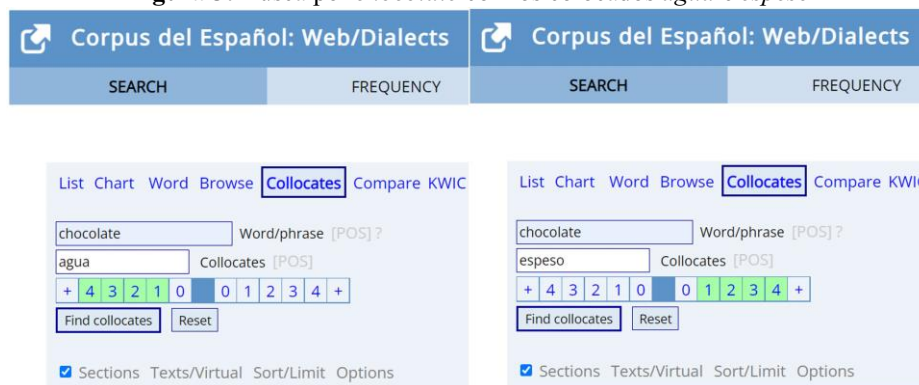 Corpus del Español: Web/Dialects
SEARCH FREQUENCY
List Chart Word Browse Collocates Compare KWIC
chocolate Word/phrase [POS] ?
agua Collocates [POS]
+ 4 3 2 1 0 0 1 2 3 4 +
Find collocates Reset
Sections Texts/Virtual Sort/Limit Options
Corpus del Español: Web/Dialects
SEARCH FREQUENCY
List Chart Word Browse Collocates Compare
chocolate Word/phrase [POS] ?
espeso Collocates [POS]
+ 4 3 2 1 0 0 1 2 3 4 +
Find collocates Reset
Sections Texts/Virtual Sort/Limit Options